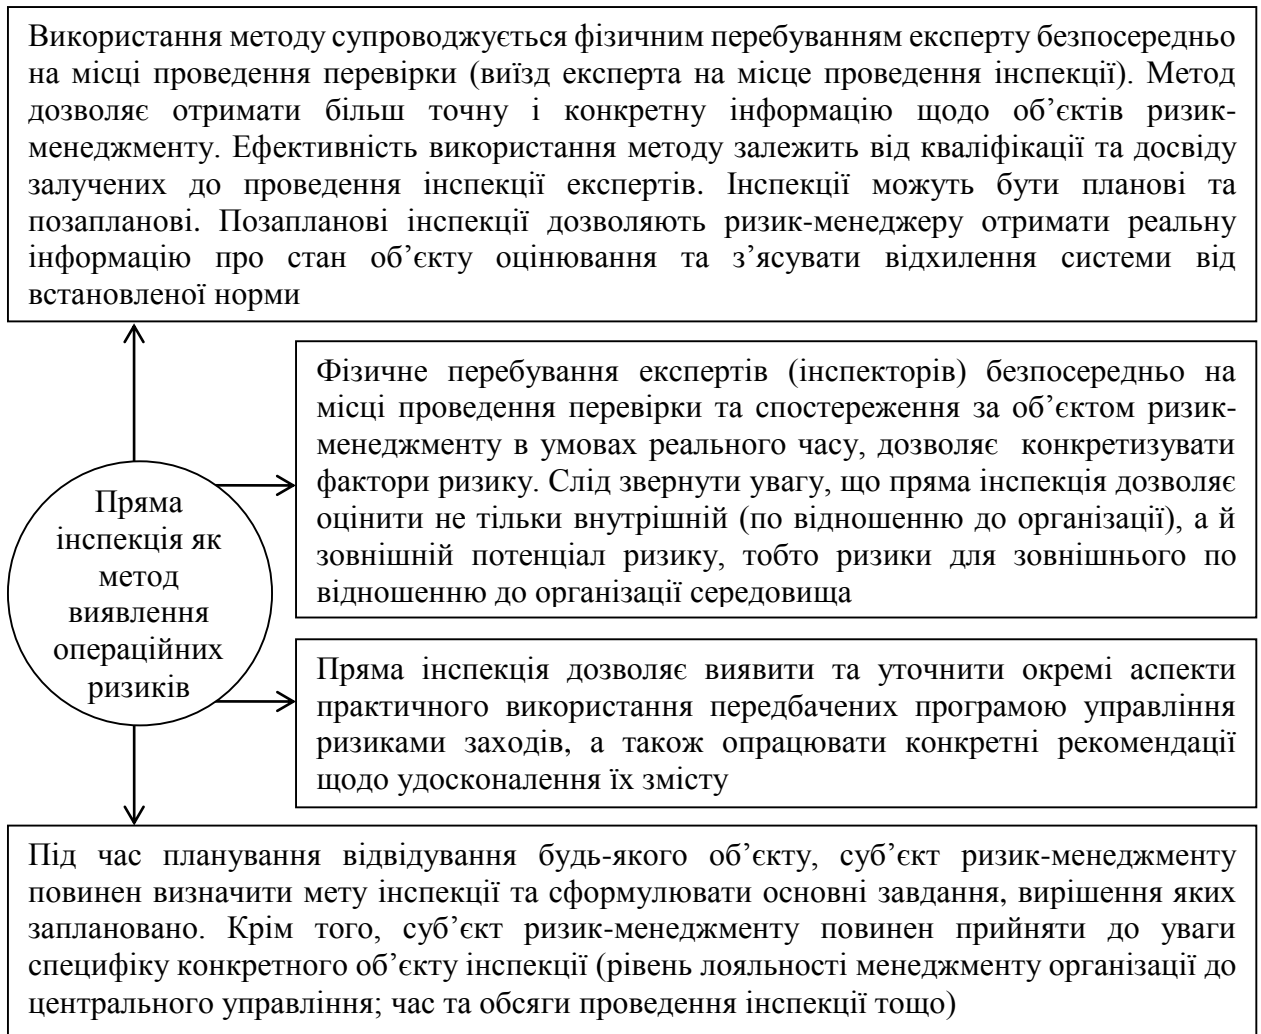 Використання методу супроводжується фізичним перебуванням експерту безпосередньо
на місці проведення перевірки (виїзд експерта на місце проведення інспекції). Метод
дозволяє отримати більш точну і конкретну інформацію щодо об’єктів ризик-
менеджменту. Ефективність використання методу залежить від кваліфікації та досвіду
залучених до проведення інспекції експертів. Інспекції можуть бути планові та
позапланові. Позапланові інспекції дозволяють ризик-менеджеру отримати реальну
інформацію про стан об’єкту оцінювання та з’ясувати відхилення системи від
встановленої норми
Фізичне перебування експертів (інспекторів) безпосередньо на
місці проведення перевірки та спостереження за об’єктом ризик-
менеджменту в умовах реального часу, дозволяє конкретизувати
фактори ризику. Слід звернути увагу, що пряма інспекція дозволяє
оцінити не тільки внутрішній (по відношенню до організації), а й
зовнішній потенціал ризику, тобто ризики для зовнішнього по
відношенню до організації середовища
Пряма
інспекція як
метод
виявлення
операційних
ризиків
Пряма інспекція дозволяє виявити та уточнити окремі аспекти
практичного використання передбачених програмою управління
ризиками заходів, а також опрацювати конкретні рекомендації
щодо удосконалення їх змісту
Під час планування відвідування будь-якого об’єкту, суб’єкт ризик-менеджменту
повинен визначити мету інспекції та сформулювати основні завдання, вирішення яких
заплановано. Крім того, суб’єкт ризик-менеджменту повинен прийняти до уваги
специфіку конкретного об’єкту інспекції (рівень лояльності менеджменту організації до
центрального управління; час та обсяги проведення інспекції тощо)